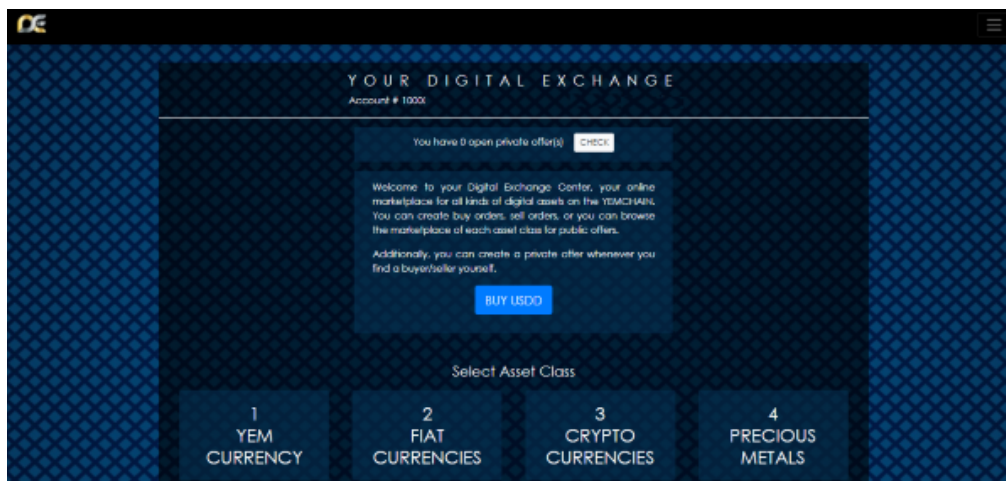 DE
YOUR DIGITAL EXCHANGE
Account # 1000X
You have 0 open private offer(s) CHECK
Welcome to your Digital Exchange Center, your online
marketplace for all kinds of digital assets on the YEMCHAIN.
You can create buy orders, sell orders, or you can browse
the marketplace of each asset class for public offers.
Additionally, you can create a private offer whenever you
find a buyer/seller yourself.
BUY USDD
Select Asset Class
1
YEM
CURRENCY
2
FIAT
CURRENCIES
3
CRYPTO
CURRENCIES
4
PRECIOUS
METALS